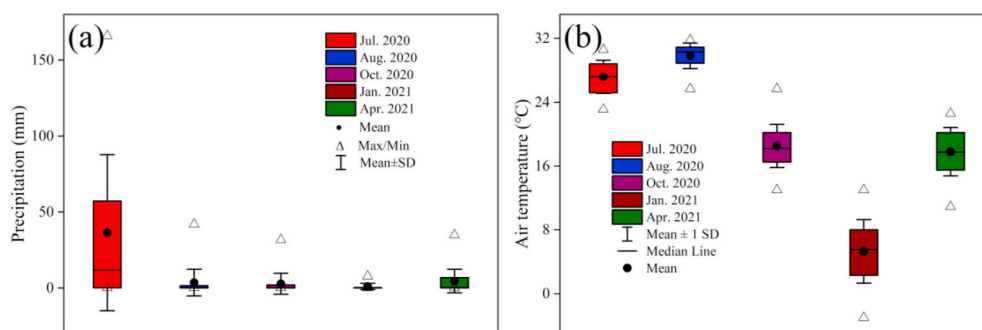 (a)
Precipitation (mm)
150
100
50
0
Jul. 2020
Aug. 2020
Oct. 2020
Jan. 2021
Apr. 2021
Mean
Max/Min
Mean±SD
(b)
Air temperature (°C)
32
24
16
8
0
Jul. 2020
Aug. 2020
Oct. 2020
Jan. 2021
Apr. 2021
Mean ± 1 SD
Median Line
Mean